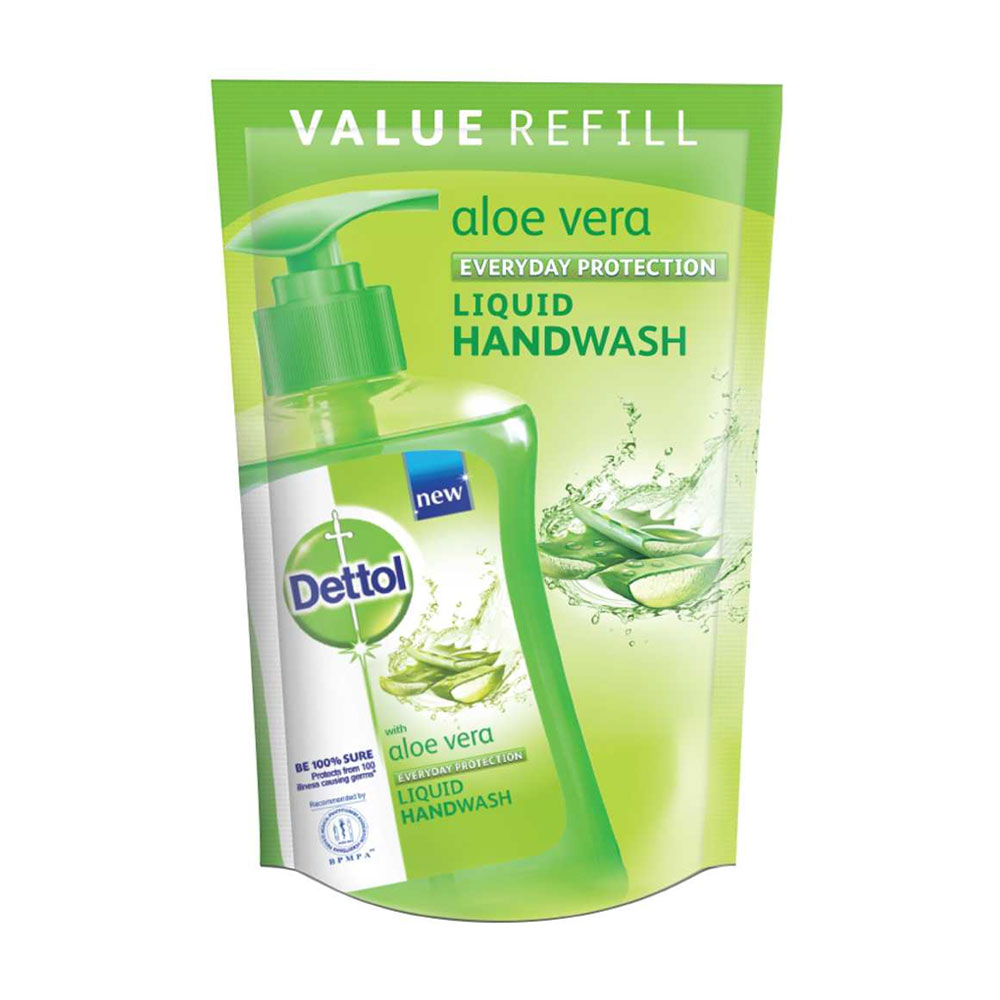 VALUE REFILL
aloe vera
EVERYDAY PROTECTION
LIQUID
HANDWASH
new
Dettol
with
aloe vera
EVERYDAY PROTECTION
LIQUID
HANDWASH
BE 100% SURE
Protects from 100
illness causing germs*
Recommended by
BPMPA